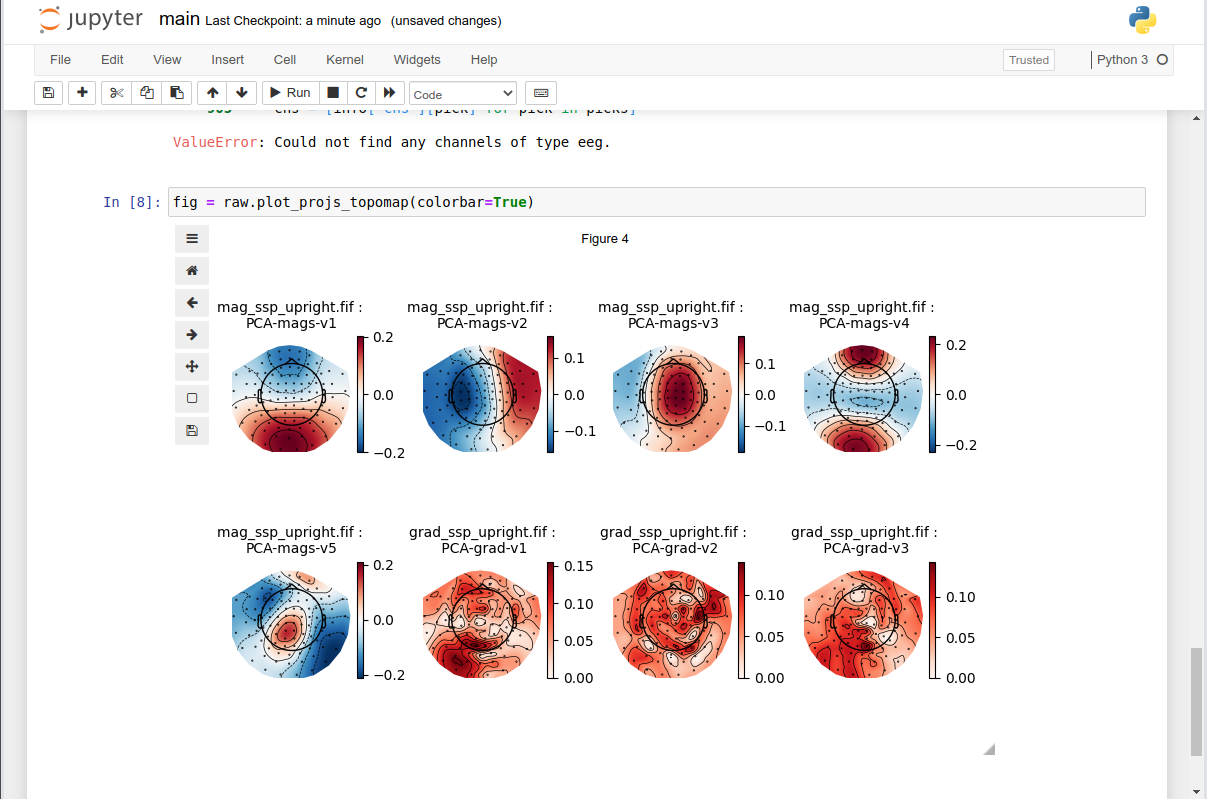 jupyter main Last Checkpoint: a minute ago (unsaved changes)
File Edit View Insert Cell Kernel Widgets Help Trusted Python 3
Run Code
ValueError: Could not find any channels of type eeg.
In [8]: fig = raw.plot_projs_topomap(colorbar=True)
Figure 4
mag_ssp_upright.fif : mag_ssp_upright.fif : mag_ssp_upright.fif : mag_ssp_upright.fif :
PCA-mags-v1 PCA-mags-v2 PCA-mags-v3 PCA-mags-v4
0.2 0.2
0.1 0.1
0.0 0.0 0.0 0.0
−0.1 −0.1
−0.2 −0.2
mag_ssp_upright.fif : grad_ssp_upright.fif : grad_ssp_upright.fif : grad_ssp_upright.fif :
PCA-mags-v5 PCA-grad-v1 PCA-grad-v2 PCA-grad-v3
0.2 0.15
0.10 0.10 0.10
0.0
0.05 0.05 0.05
−0.2 0.00 0.00 0.00